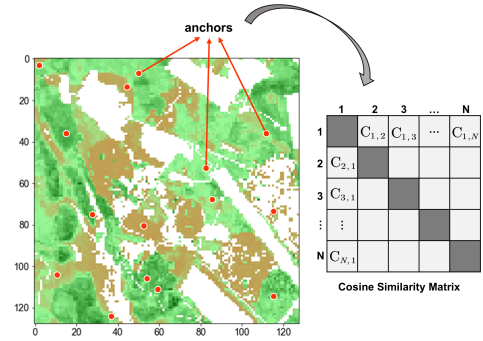 anchors
0
20
40
60
80
100
120
0 20 40 60 80 100 120
1 2 3 ... N
1 C1,2 C1,3 ... C1,N
2 C2,1
3 C3,1
⋮ ⋮
N CN,1
Cosine Similarity Matrix